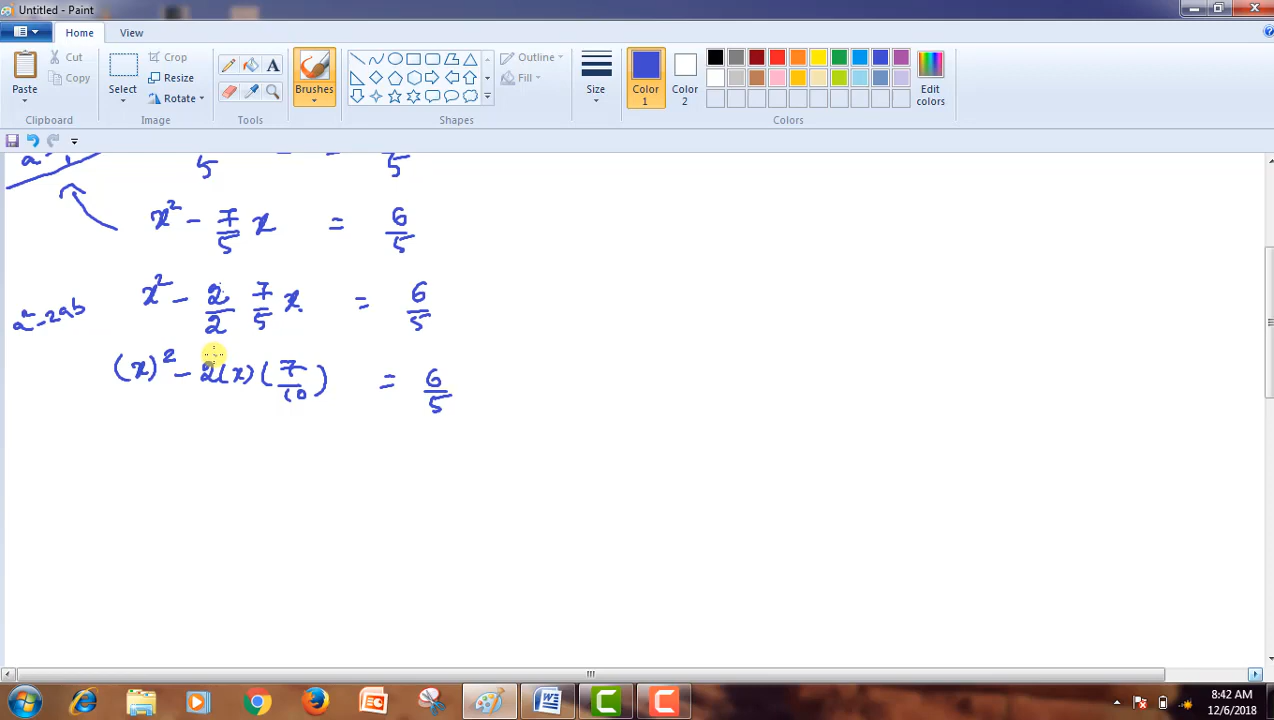 Untitled - Paint
Home View
Cut
Copy
Paste
Clipboard
Crop
Resize
Rotate
Select
Image
A
Tools
Brushes
Outline
Fill
Shapes
Size
Color 1
Color 2
Edit colors
Colors
5 = = 5
x² - 7/5 x = 6/5
a² - 2ab
x² - 2/2 7/5 x = 6/5
(x)² - 2(x)(7/10) = 6/5
8:42 AM
12/6/2018